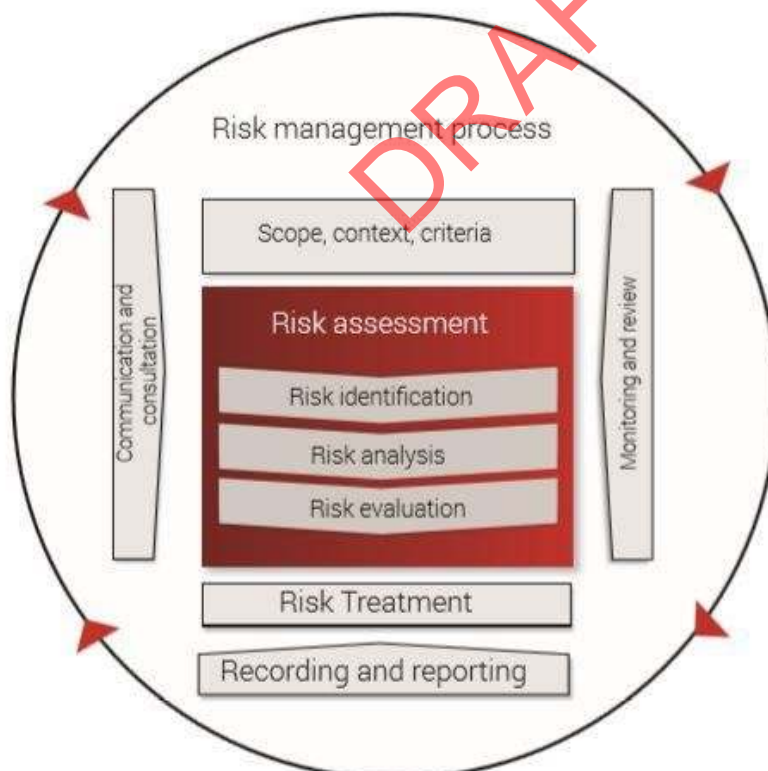 DRAF
Risk management process
Scope, context, criteria
Risk assessment
Communication and
consultation
Monitoring and review
Risk identification
Risk analysis
Risk evaluation
Risk Treatment
Recording and reporting